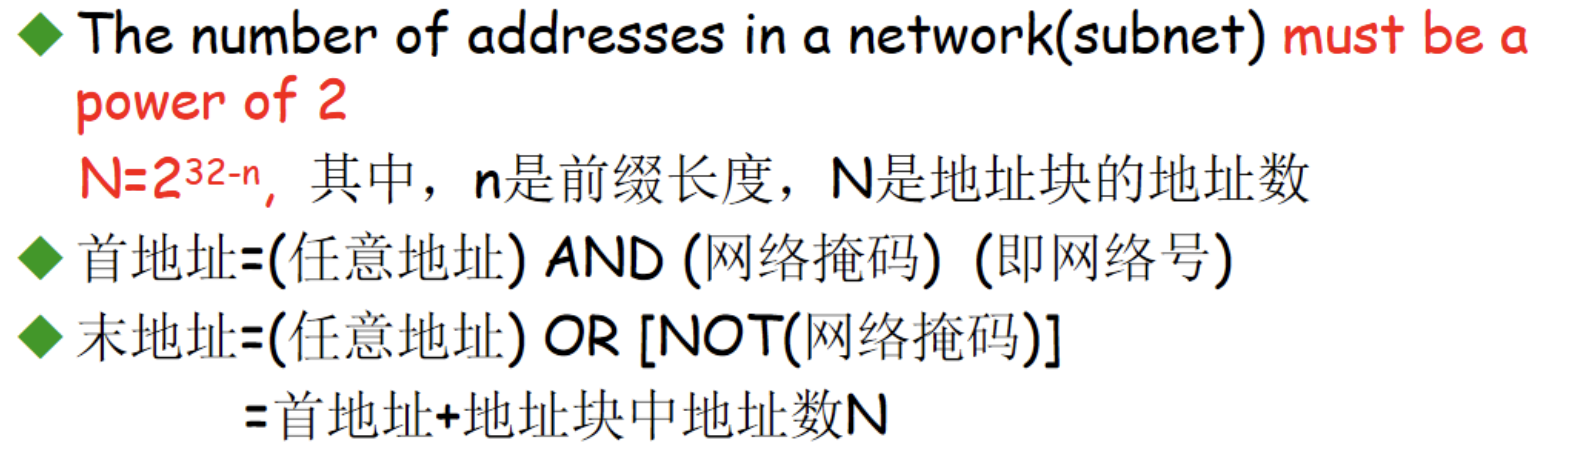 The number of addresses in a network(subnet) must be a
power of 2
N=2³²⁻ⁿ, 其中，n是前缀长度，N是地址块的地址数
首地址=(任意地址) AND (网络掩码) (即网络号)
末地址=(任意地址) OR [NOT(网络掩码)]
=首地址+地址块中地址数N